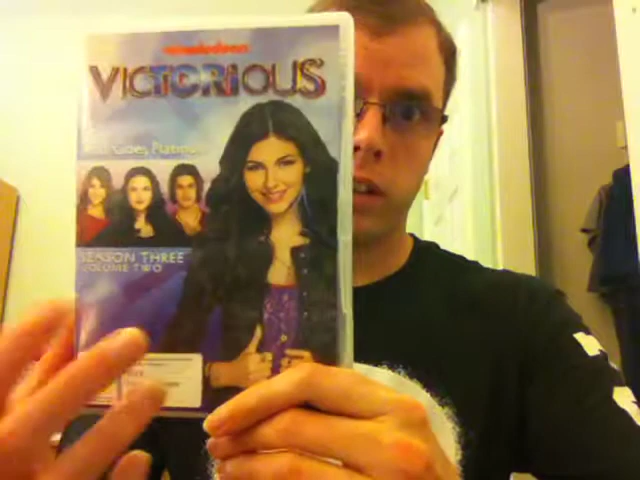 nickelodeon
VICTORIOUS
Goes Platinum
SEASON THREE
VOLUME TWO